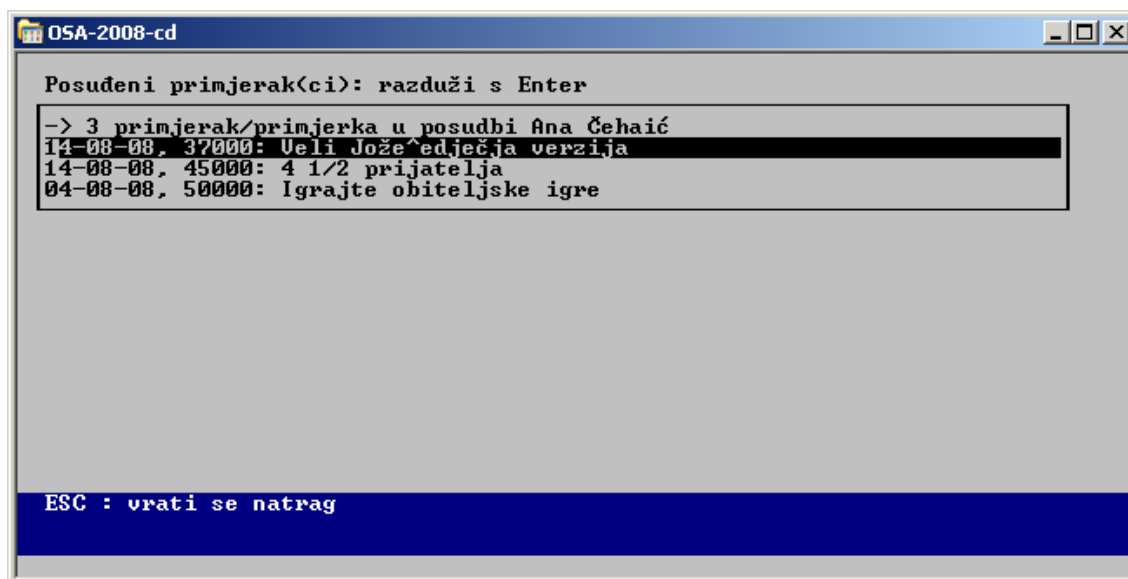 OSA-2008-cd
Posuđeni primjerak(ci): razduži s Enter
-> 3 primjerak/primjerka u posudbi Ana Čehaić
14-08-08, 37000: Veli Jože^edječja verzija
14-08-08, 45000: 4 1/2 prijatelja
04-08-08, 50000: Igrajte obiteljske igre
ESC : vrati se natrag